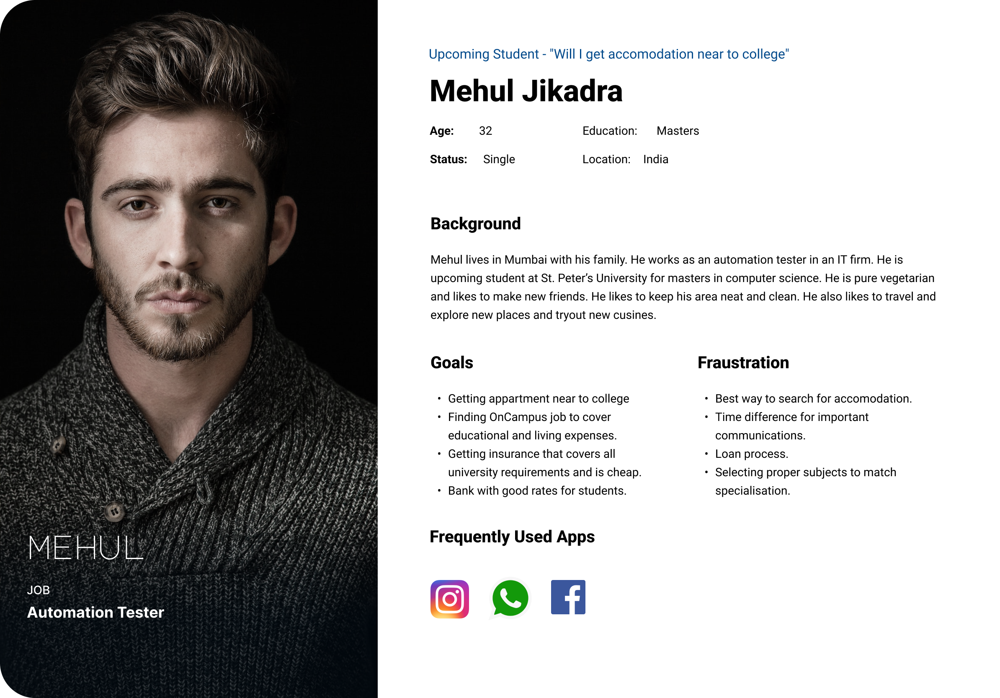 Upcoming Student - "Will I get accomodation near to college"
Mehul Jikadra
Age: 32 Education: Masters
Status: Single Location: India
Background
Mehul lives in Mumbai with his family. He works as an automation tester in an IT firm. He is
upcoming student at St. Peter’s University for masters in computer science. He is pure vegetarian
and likes to make new friends. He likes to keep his area neat and clean. He also likes to travel and
explore new places and tryout new cusines.
Goals
• Getting appartment near to college
• Finding OnCampus job to cover
educational and living expenses.
• Getting insurance that covers all
university requirements and is cheap.
• Bank with good rates for students.
Fraustration
• Best way to search for accomodation.
• Time difference for important
communications.
• Loan process.
• Selecting proper subjects to match
specialisation.
Frequently Used Apps
MEHUL
JOB
Automation Tester